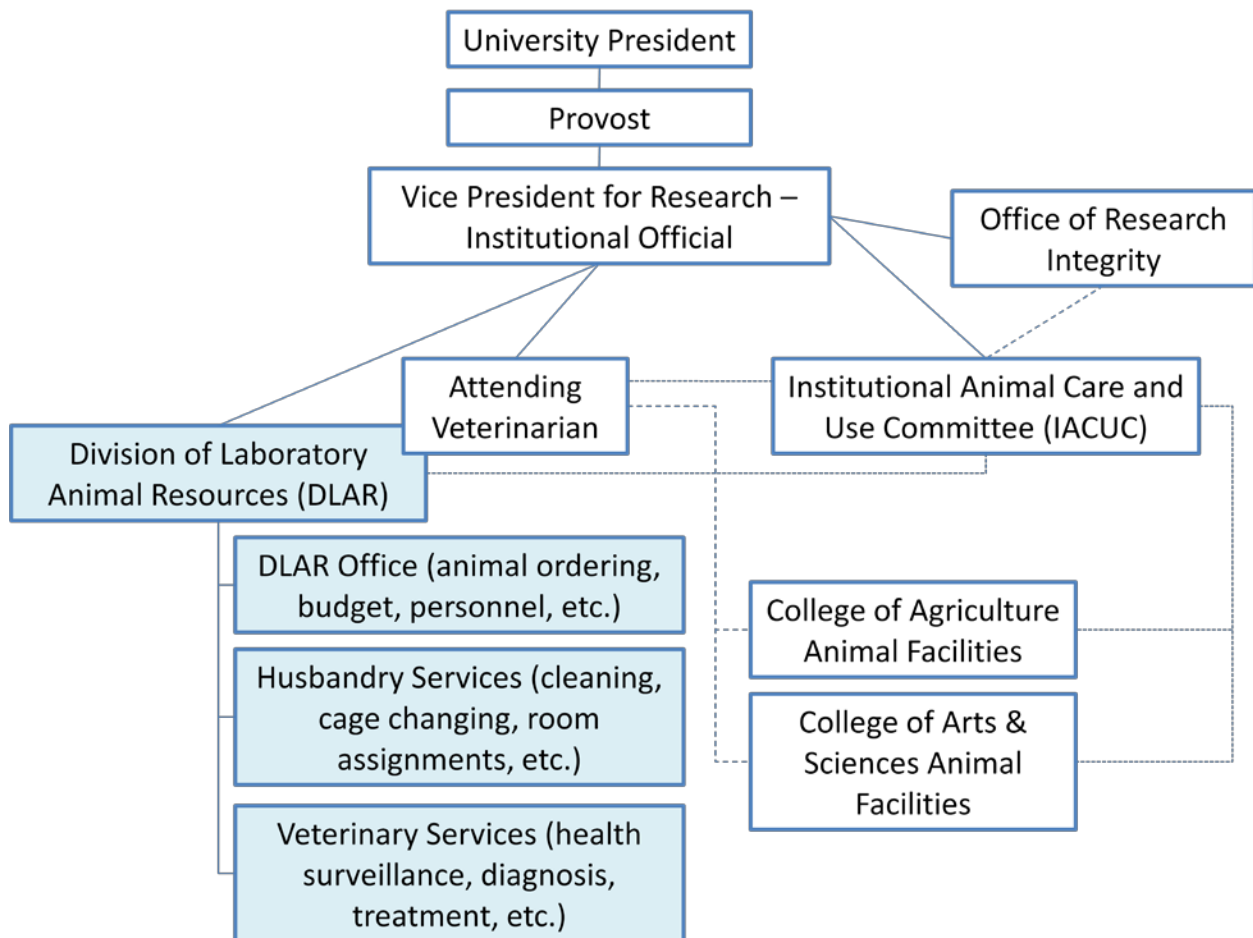 University President
Provost
Vice President for Research –
Institutional Official
Office of Research
Integrity
Attending
Veterinarian
Institutional Animal Care and
Use Committee (IACUC)
Division of Laboratory
Animal Resources (DLAR)
DLAR Office (animal ordering,
budget, personnel, etc.)
College of Agriculture
Animal Facilities
Husbandry Services (cleaning,
cage changing, room
assignments, etc.)
College of Arts &
Sciences Animal
Facilities
Veterinary Services (health
surveillance, diagnosis,
treatment, etc.)